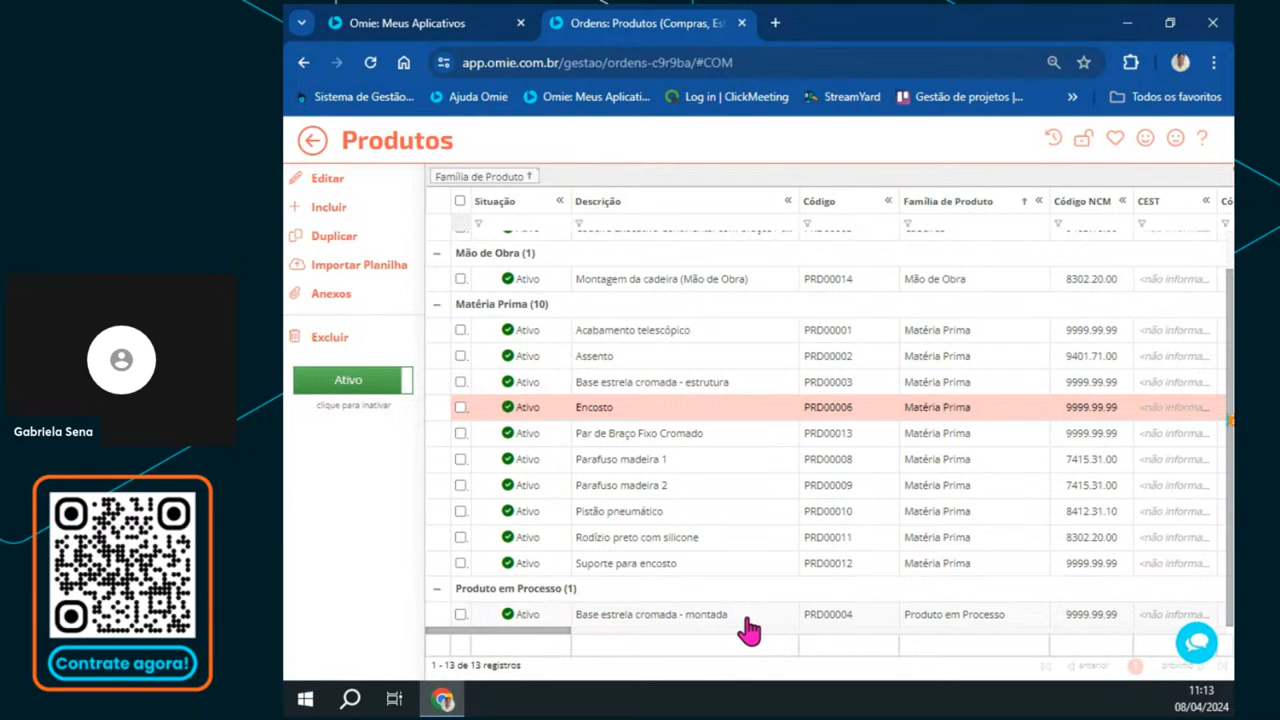 Omie: Meus Aplicativos
Ordens: Produtos (Compras, Es
app.omie.com.br/gestao/ordens-c9r9ba/#COM
Sistema de Gestão... Ajuda Omie Omie: Meus Aplicati... Log in | ClickMeeting StreamYard Gestão de projetos |... Todos os favoritos
Produtos
Editar
Incluir
Duplicar
Importar Planilha
Anexos
Excluir
Ativo
clique para inativar
Família de Produto
Situação Descrição Código Família de Produto Código NCM CEST Có
Mão de Obra (1)
Ativo Montagem da cadeira (Mão de Obra) PRD00014 Mão de Obra 8302.20.00 <não informa...
Matéria Prima (10)
Ativo Acabamento telescópico PRD00001 Matéria Prima 9999.99.99 <não informa...
Ativo Assento PRD00002 Matéria Prima 9401.71.00 <não informa...
Ativo Base estrela cromada - estrutura PRD00003 Matéria Prima 9999.99.99 <não informa...
Ativo Encosto PRD00006 Matéria Prima 9999.99.99 <não informa...
Ativo Par de Braço Fixo Cromado PRD00013 Matéria Prima 9999.99.99 <não informa...
Ativo Parafuso madeira 1 PRD00008 Matéria Prima 7415.31.00 <não informa...
Ativo Parafuso madeira 2 PRD00009 Matéria Prima 7415.31.00 <não informa...
Ativo Pistão pneumático PRD00010 Matéria Prima 8412.31.10 <não informa...
Ativo Rodízio preto com silicone PRD00011 Matéria Prima 8302.20.00 <não informa...
Ativo Suporte para encosto PRD00012 Matéria Prima 9999.99.99 <não informa...
Produto em Processo (1)
Ativo Base estrela cromada - montada PRD00004 Produto em Processo 9999.99.99 <não informa...
1 - 13 de 13 registros
anterior 1
11:13
08/04/2024
Gabriela Sena
Contrate agora!